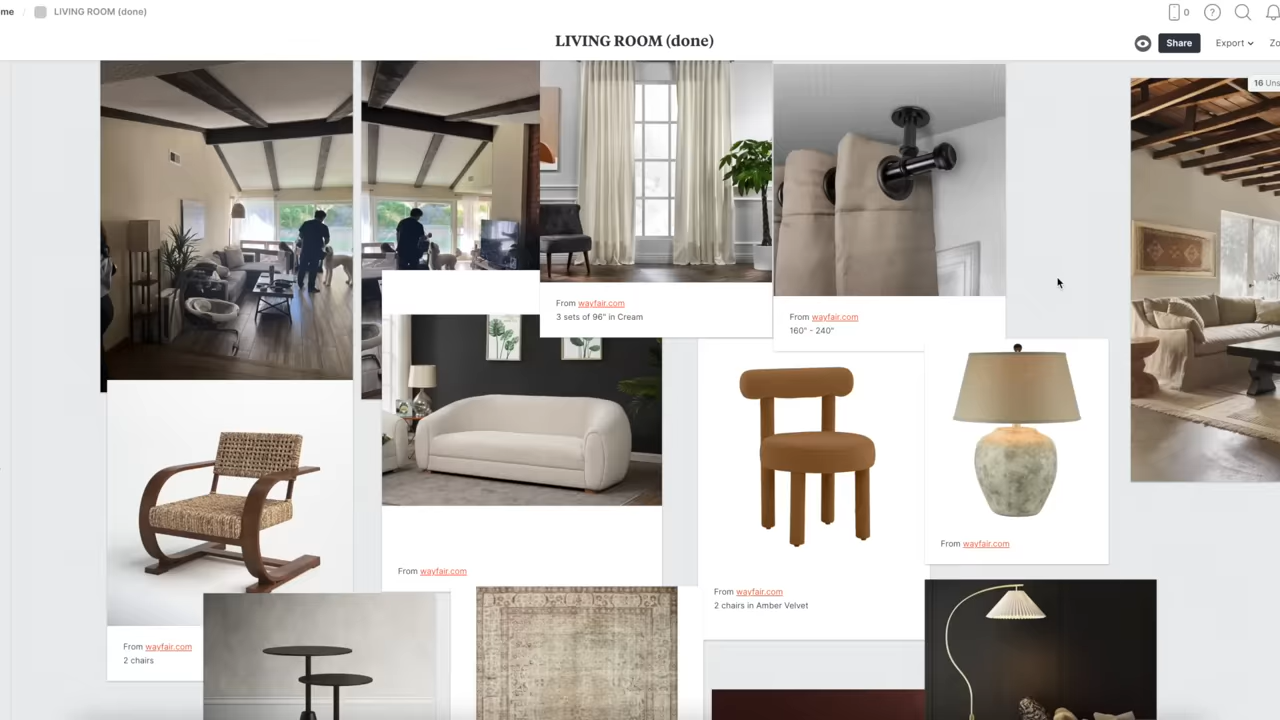 me / LIVING ROOM (done)
0
LIVING ROOM (done)
Share
Export
Zo
16 Uns
From wayfair.com
3 sets of 96" in Cream
From wayfair.com
160" - 240"
From wayfair.com
From wayfair.com
From wayfair.com
2 chairs in Amber Velvet
From wayfair.com
2 chairs